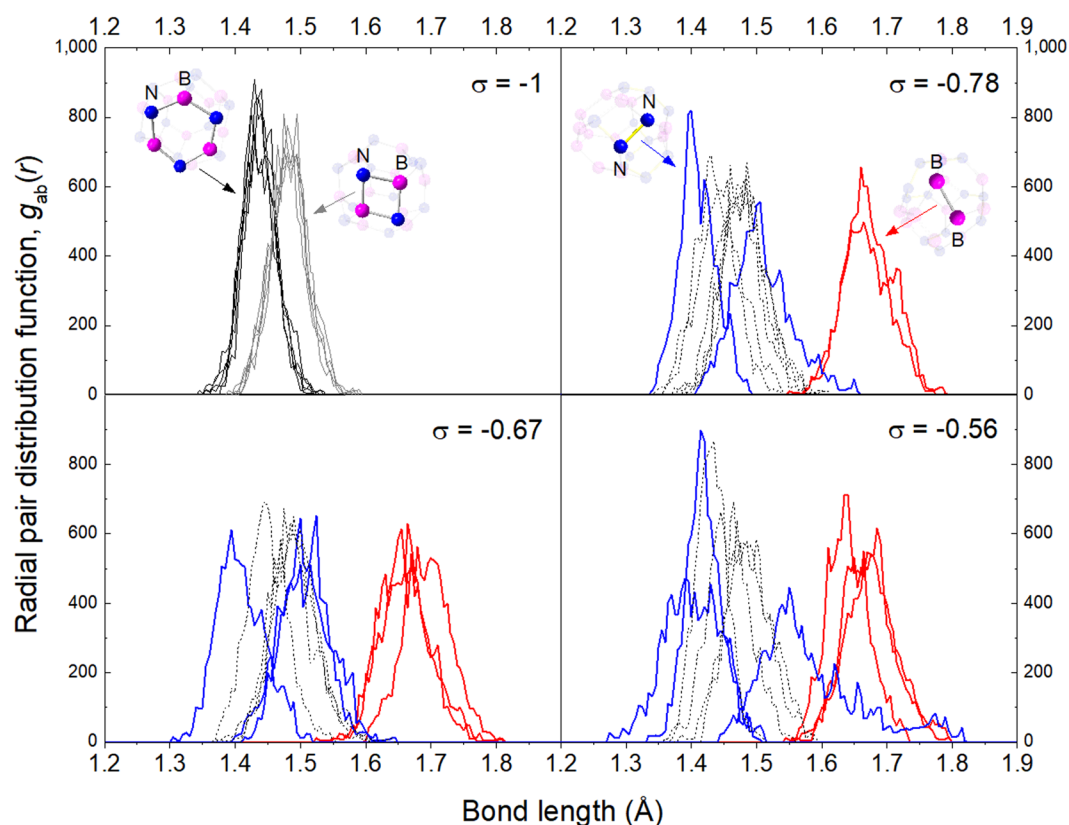 1.2 1.3 1.4 1.5 1.6 1.7 1.8 1.2 1.3 1.4 1.5 1.6 1.7 1.8 1.9
1,000 1,000
σ = -1 σ = -0.78
B
N
N B
N
N
B
B
800 800
600 600
400 400
200 200
0 0
σ = -0.67 σ = -0.56
800 800
600 600
400 400
200 200
0 0
1.2 1.3 1.4 1.5 1.6 1.7 1.8 1.2 1.3 1.4 1.5 1.6 1.7 1.8 1.9
Radial pair distribution function, gab(r)
Bond length (Å)